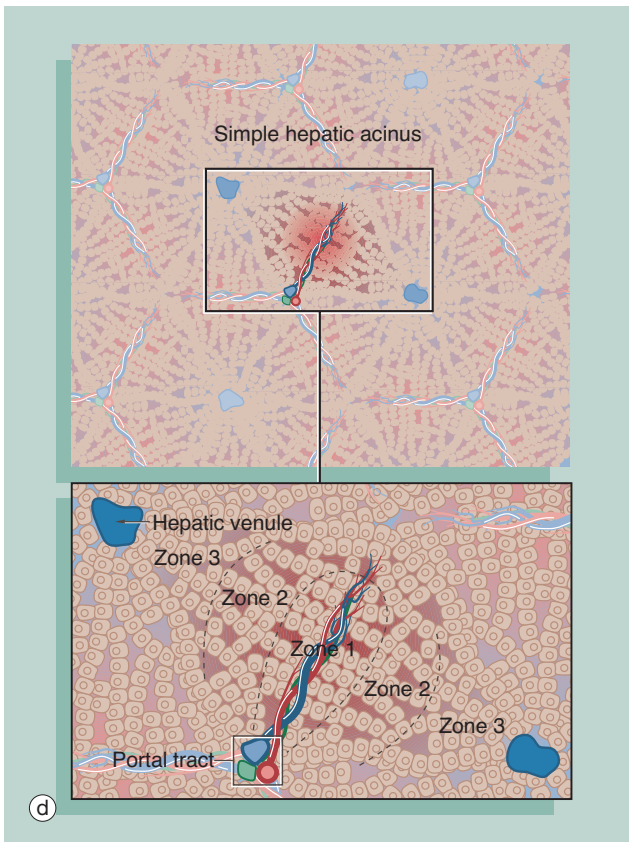 Simple hepatic acinus
Hepatic venule
Zone 3
Zone 2
Zone 1
Zone 2
Zone 3
Portal tract
d